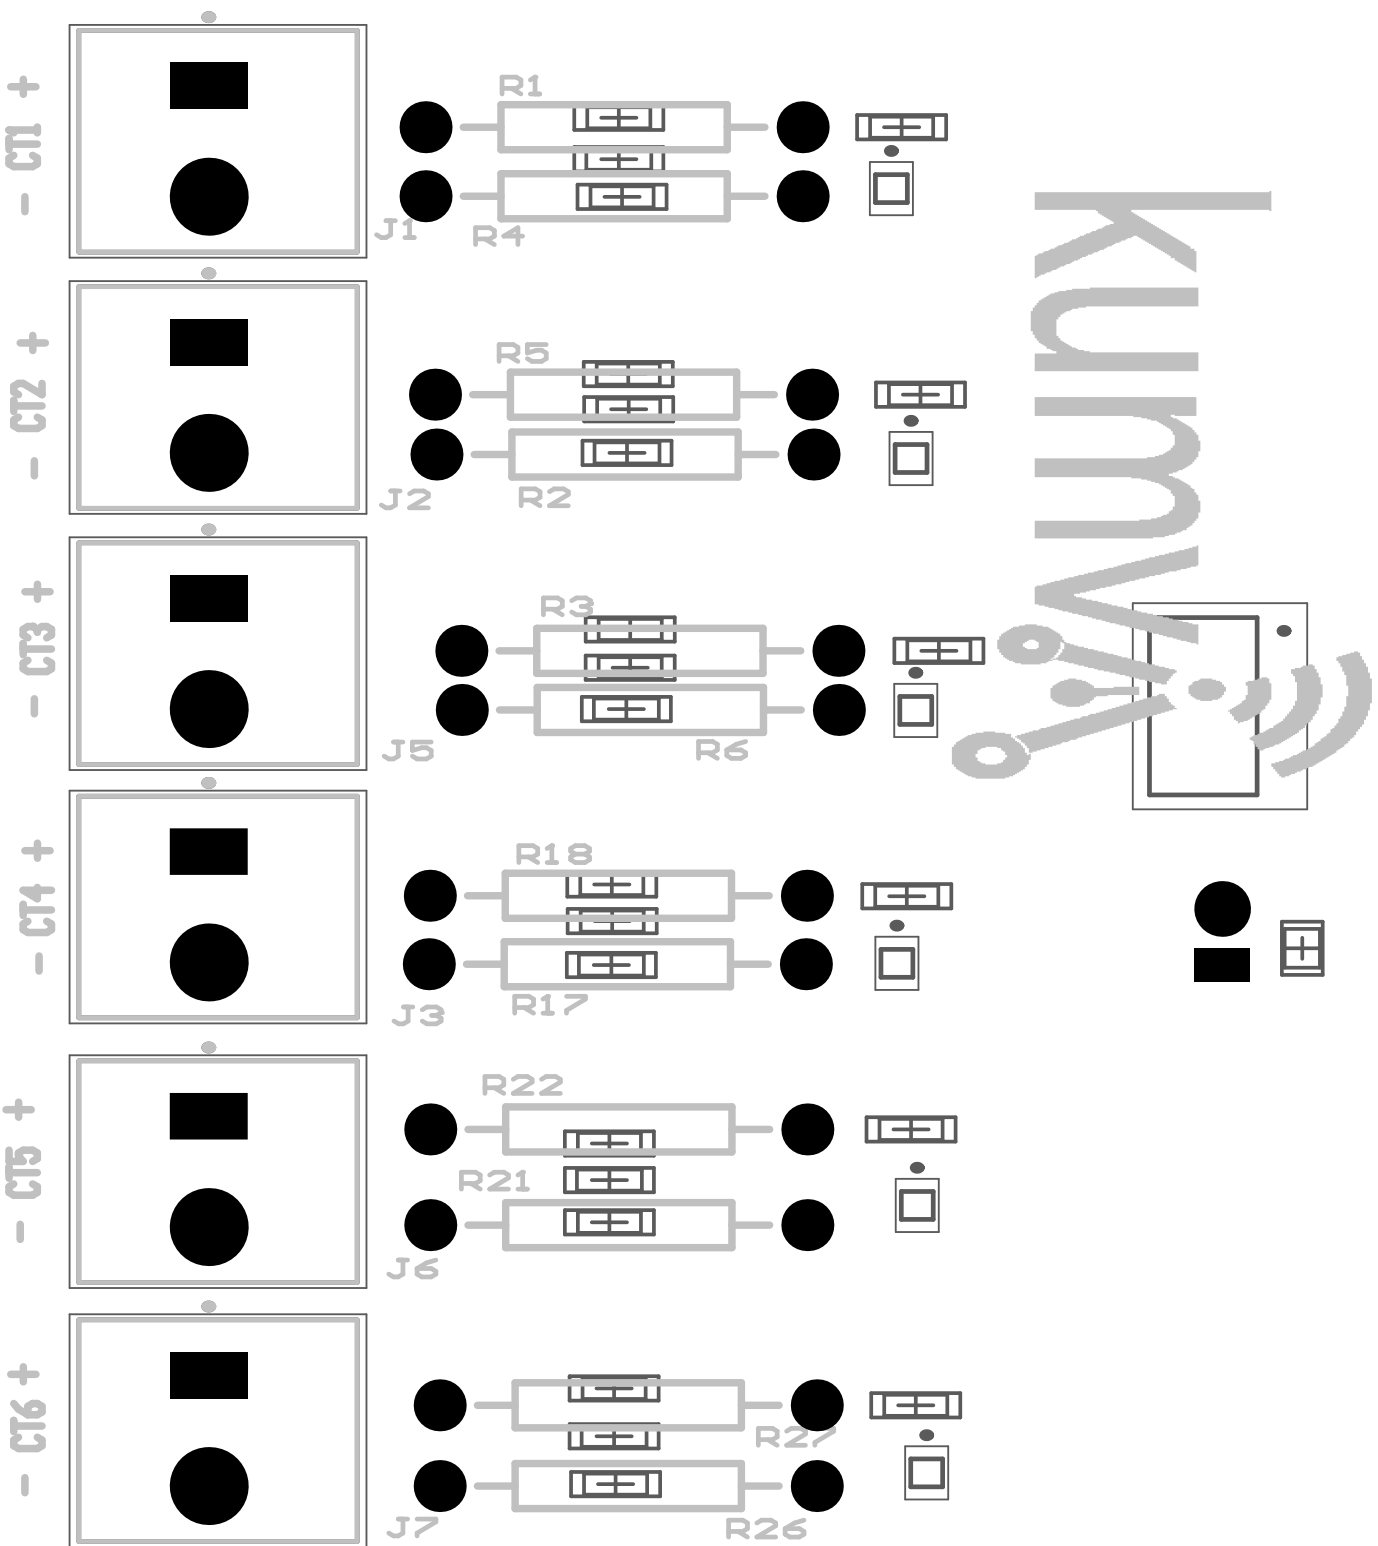 - CT1 +
R1
J1
R4
kumv
- CT2 +
R5
J2
R2
- CT3 +
R3
J5
R6
- CT4 +
R18
J3
R17
- CT5 +
R22
R21
J6
- CT6 +
R27
J7
R26